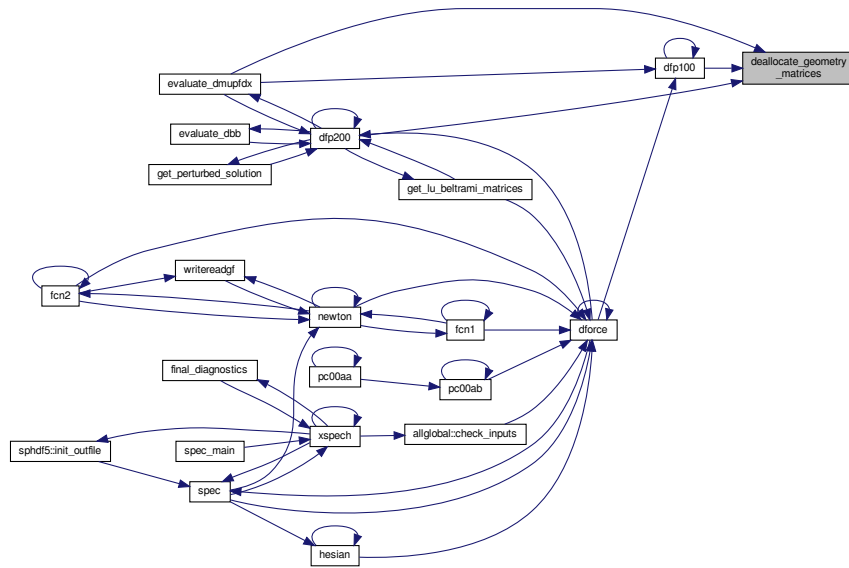 deallocate_geometry
_matrices
dfp100
evaluate_dmupfdx
evaluate_dbb
dfp200
get_perturbed_solution
get_lu_beltrami_matrices
writereadgf
fcn2
newton
fcn1
dforce
final_diagnostics
pc00aa
pc00ab
sphdf5::init_outfile
spec_main
xspech
allglobal::check_inputs
spec
hesian